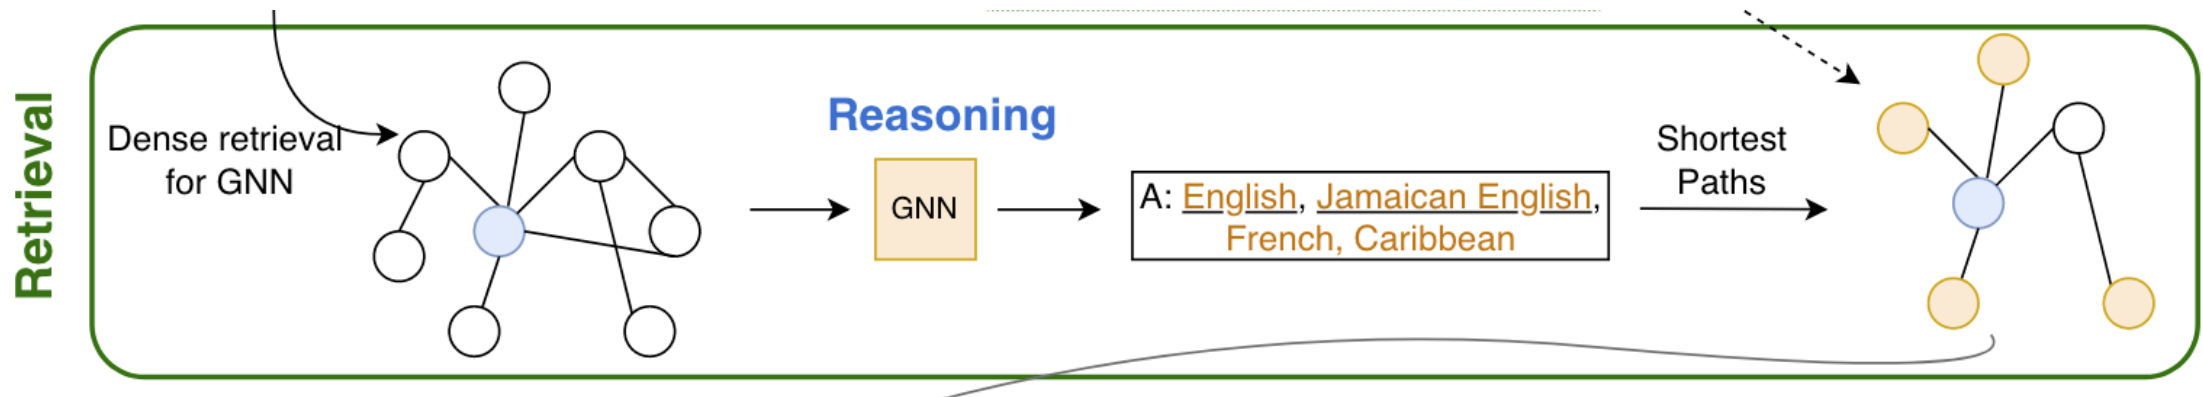 Retrieval
Dense retrieval
for GNN
Reasoning
GNN
A: English, Jamaican English,
French, Caribbean
Shortest
Paths